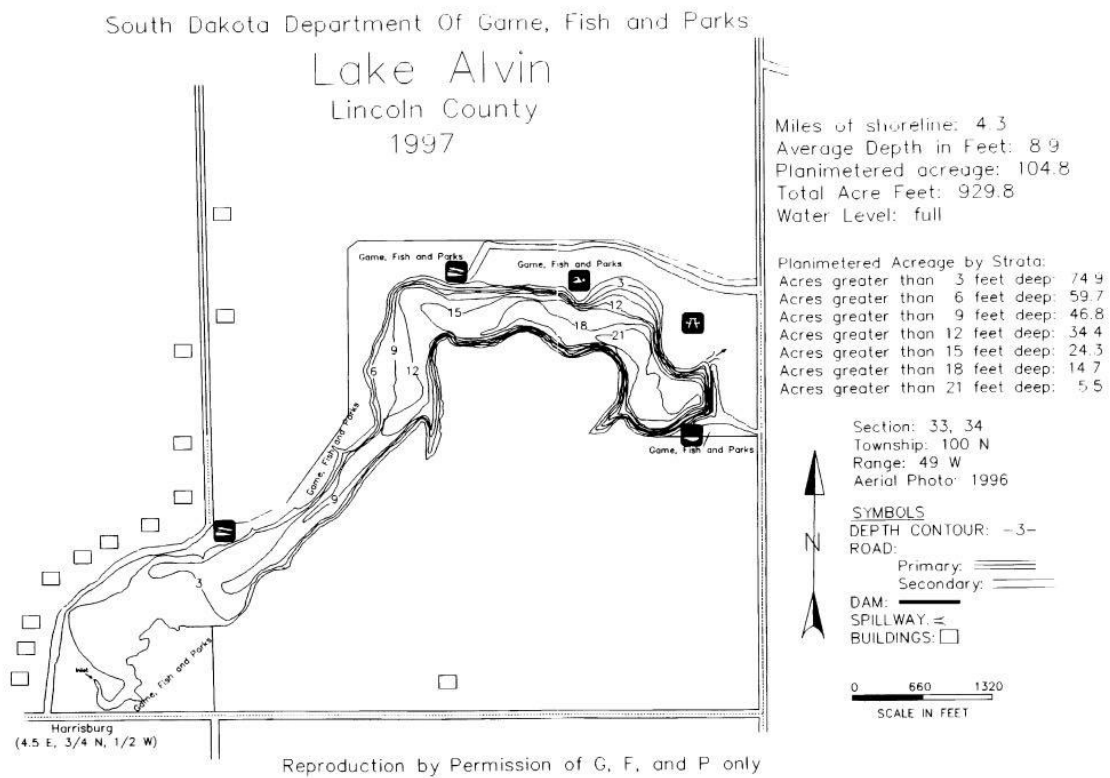 South Dakota Department Of Game, Fish and Parks
Lake Alvin
Lincoln County
1997
Miles of shoreline: 4.3
Average Depth in Feet: 8.9
Planimetered acreage: 104.8
Total Acre Feet: 929.8
Water Level: full
Planimetered Acreage by Strata:
Acres greater than 3 feet deep: 74.9
Acres greater than 6 feet deep: 59.7
Acres greater than 9 feet deep: 46.8
Acres greater than 12 feet deep: 34.4
Acres greater than 15 feet deep: 24.3
Acres greater than 18 feet deep: 14.7
Acres greater than 21 feet deep: 5.5
Game, Fish and Parks
Game, Fish and Parks
3
12
15
18
21
9
6
12
Game, Fish and Parks
Game, Fish and Parks
9
3
Inlet
Game, Fish and Parks
Section: 33, 34
Township: 100 N
Range: 49 W
Aerial Photo: 1996
N
SYMBOLS
DEPTH CONTOUR: -3-
ROAD:
Primary:
Secondary:
DAM:
SPILLWAY:
BUILDINGS:
0 660 1320
SCALE IN FEET
Harrisburg
(4.5 E, 3/4 N, 1/2 W)
Reproduction by Permission of G, F, and P only